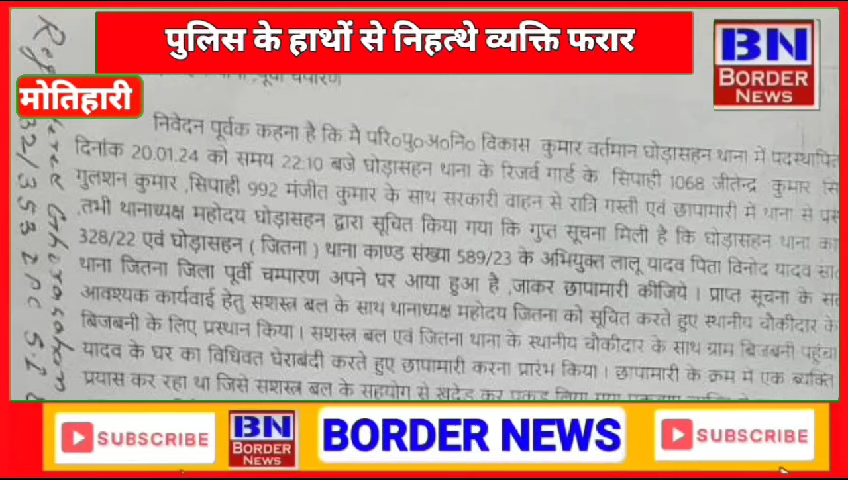 पुलिस के हाथों से निहत्थे व्यक्ति फरार
BN
BORDER
NEWS
मोतिहारी
निवेदन पूर्वक कहना है कि मै परि०पु०अ०नि० विकास कुमार वर्तमान घोड़ासहन थाना में पदस्थापित
दिनांक 20.01.24 को समय 22:10 बजे घोड़ासहन थाना के रिजर्व गार्ड के सिपाही 1068 जीतेन्द्र कुमार सि
गुलशन कुमार ,सिपाही 992 मंजीत कुमार के साथ सरकारी वाहन से रात्रि गस्ती एवं छापामारी में थाना से
,तभी थानाध्यक्ष महोदय घोड़ासहन द्वारा सूचित किया गया कि गुप्त सूचना मिली है कि घोड़ासहन थाना का
328/22 एवं घोड़ासहन ( जितना ) थाना काण्ड संख्या 589/23 के अभियुक्त लालू यादव पिता विनोद यादव सा
थाना जितना जिला पूर्वी चम्पारण अपने घर आया हुआ है ,जाकर छापामारी कीजिये । प्राप्त सूचना के
आवश्यक कार्यवाई हेतु सशस्त्र बल के साथ थानाध्यक्ष महोदय जितना को सूचित करते हुए स्थानीय चौकीदार के
बिजबनी के लिए प्रस्थान किया । सशस्त्र बल एवं जितना थाना के स्थानीय चौकीदार के साथ ग्राम बिजबनी पहुंचा
यादव के घर का विधिवत घेराबंदी करते हुए छापामारी करना प्रारंभ किया । छापामारी के क्रम में एक व्यक्ति
प्रयास कर रहा था जिसे सशस्त्र बल के सहयोग से खदेड़ कर पकड़ लिया गया
SUBSCRIBE
BN
BORDER
NEWS
BORDER NEWS
SUBSCRIBE